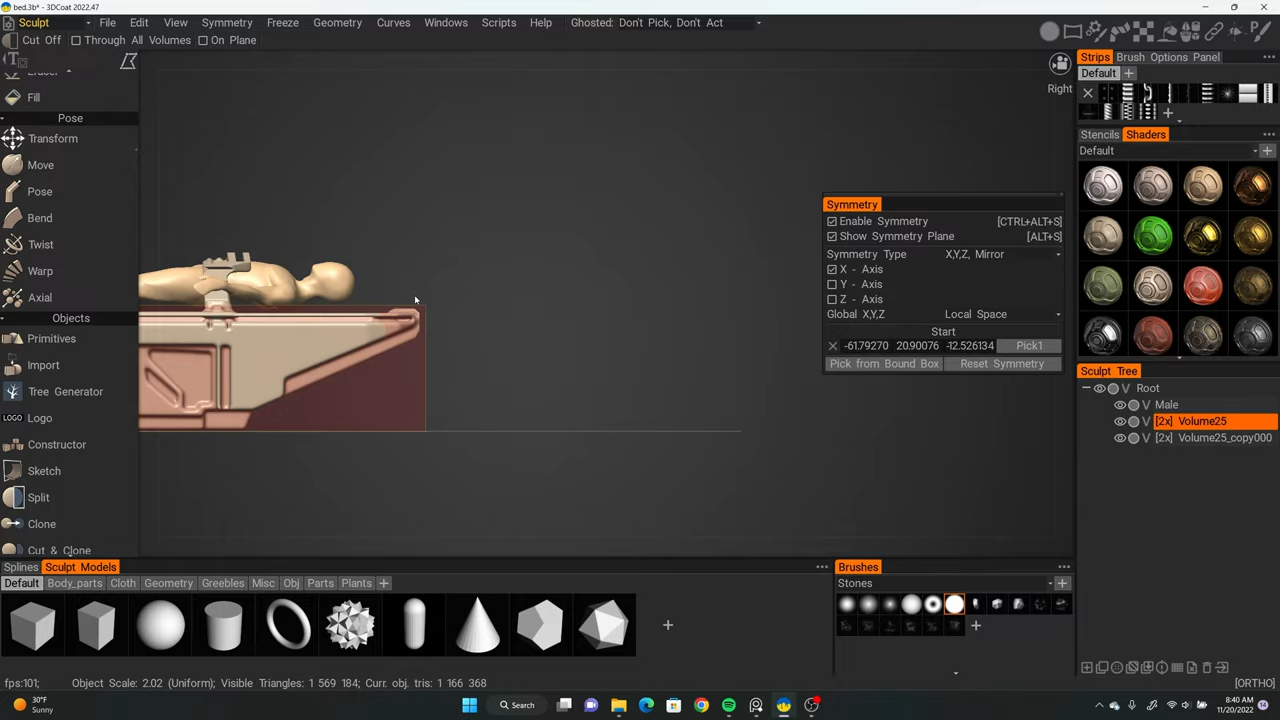 bed.3b* - 3DCoat 2022.47
Sculpt File Edit View Symmetry Freeze Geometry Curves Windows Scripts Help Ghosted: Don't Pick, Don't Act
Cut Off Through All Volumes On Plane
Fill
Pose
Transform
Move
Pose
Bend
Twist
Warp
Axial
Objects
Primitives
Import
Tree Generator
LOGO Logo
Constructor
Sketch
Split
Clone
Cut & Clone
Right
Symmetry
Enable Symmetry [CTRL+ALT+S]
Show Symmetry Plane [ALT+S]
Symmetry Type X,Y,Z, Mirror
X - Axis
Y - Axis
Z - Axis
Global X,Y,Z Local Space
Start
-61.79270 20.90076 -12.526134 Pick1
Pick from Bound Box Reset Symmetry
Strips Brush Options Panel
Default
Stencils Shaders
Default
Sculpt Tree
Root
V Male
V [2x] Volume25
V [2x] Volume25_copy000
Splines Sculpt Models
Default Body_parts Cloth Geometry Greebles Misc Obj Parts Plants
Brushes
Stones
fps:101; Object Scale: 2.02 (Uniform); Visible Triangles: 1 569 184; Curr. obj. tris: 1 166 368 [ORTHO]
30°F
Sunny
Search
8:40 AM
11/20/2022